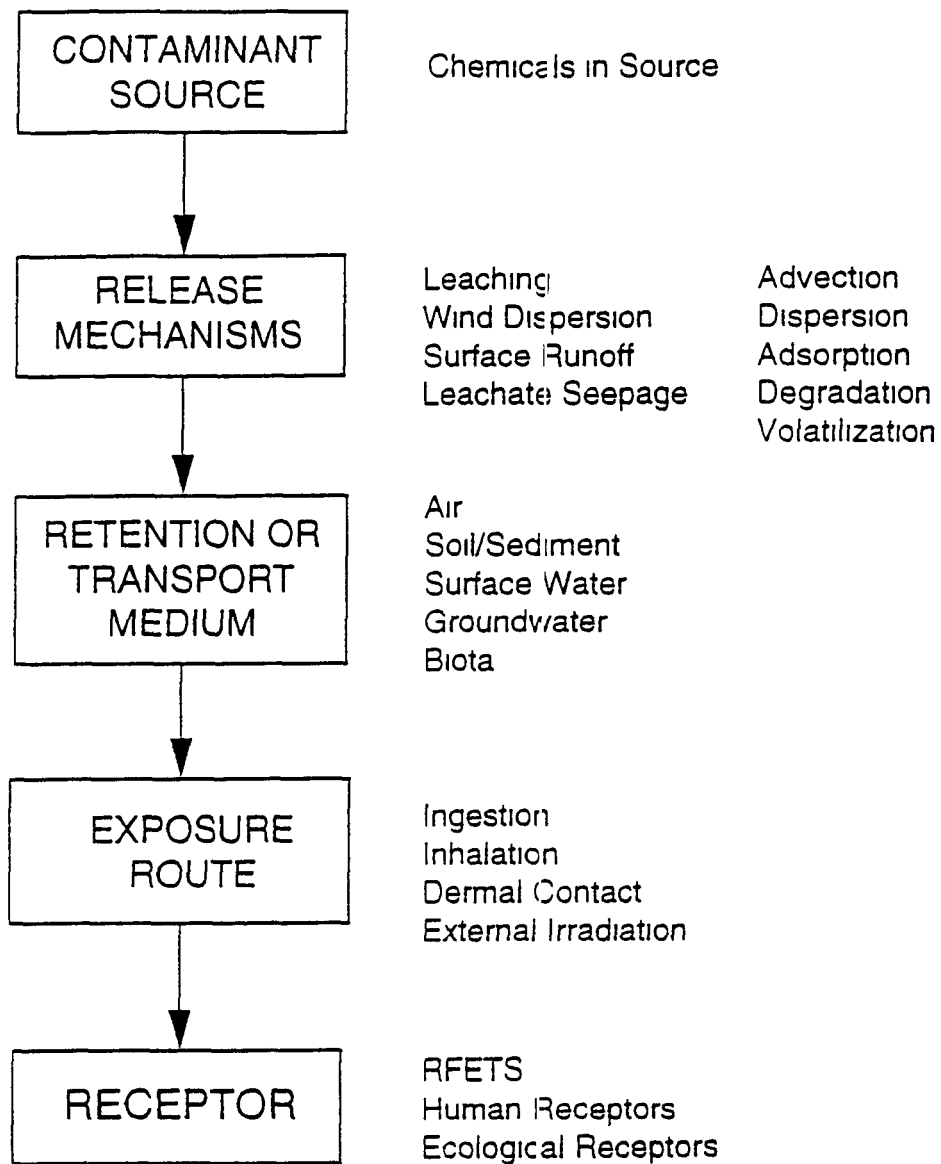 CONTAMINANT
SOURCE
Chemicals in Source
RELEASE
MECHANISMS
Leaching
Wind Dispersion
Surface Runoff
Leachate Seepage
Advection
Dispersion
Adsorption
Degradation
Volatilization
RETENTION OR
TRANSPORT
MEDIUM
Air
Soil/Sediment
Surface Water
Groundwater
Biota
EXPOSURE
ROUTE
Ingestion
Inhalation
Dermal Contact
External Irradiation
RECEPTOR
RFETS
Human Receptors
Ecological Receptors